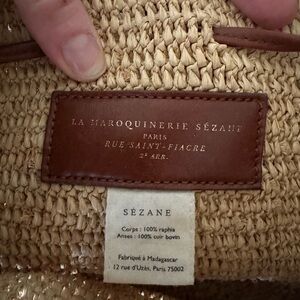 LA MAROQUINERIE SÉZANE
PARIS
RUE SAINT-FIACRE
2E ARR.
SÉZANE
Corps : 100% raphia
Anses : 100% cuir bovin
Fabriqué à Madagascar
12 rue d'Uzès, Paris 75002